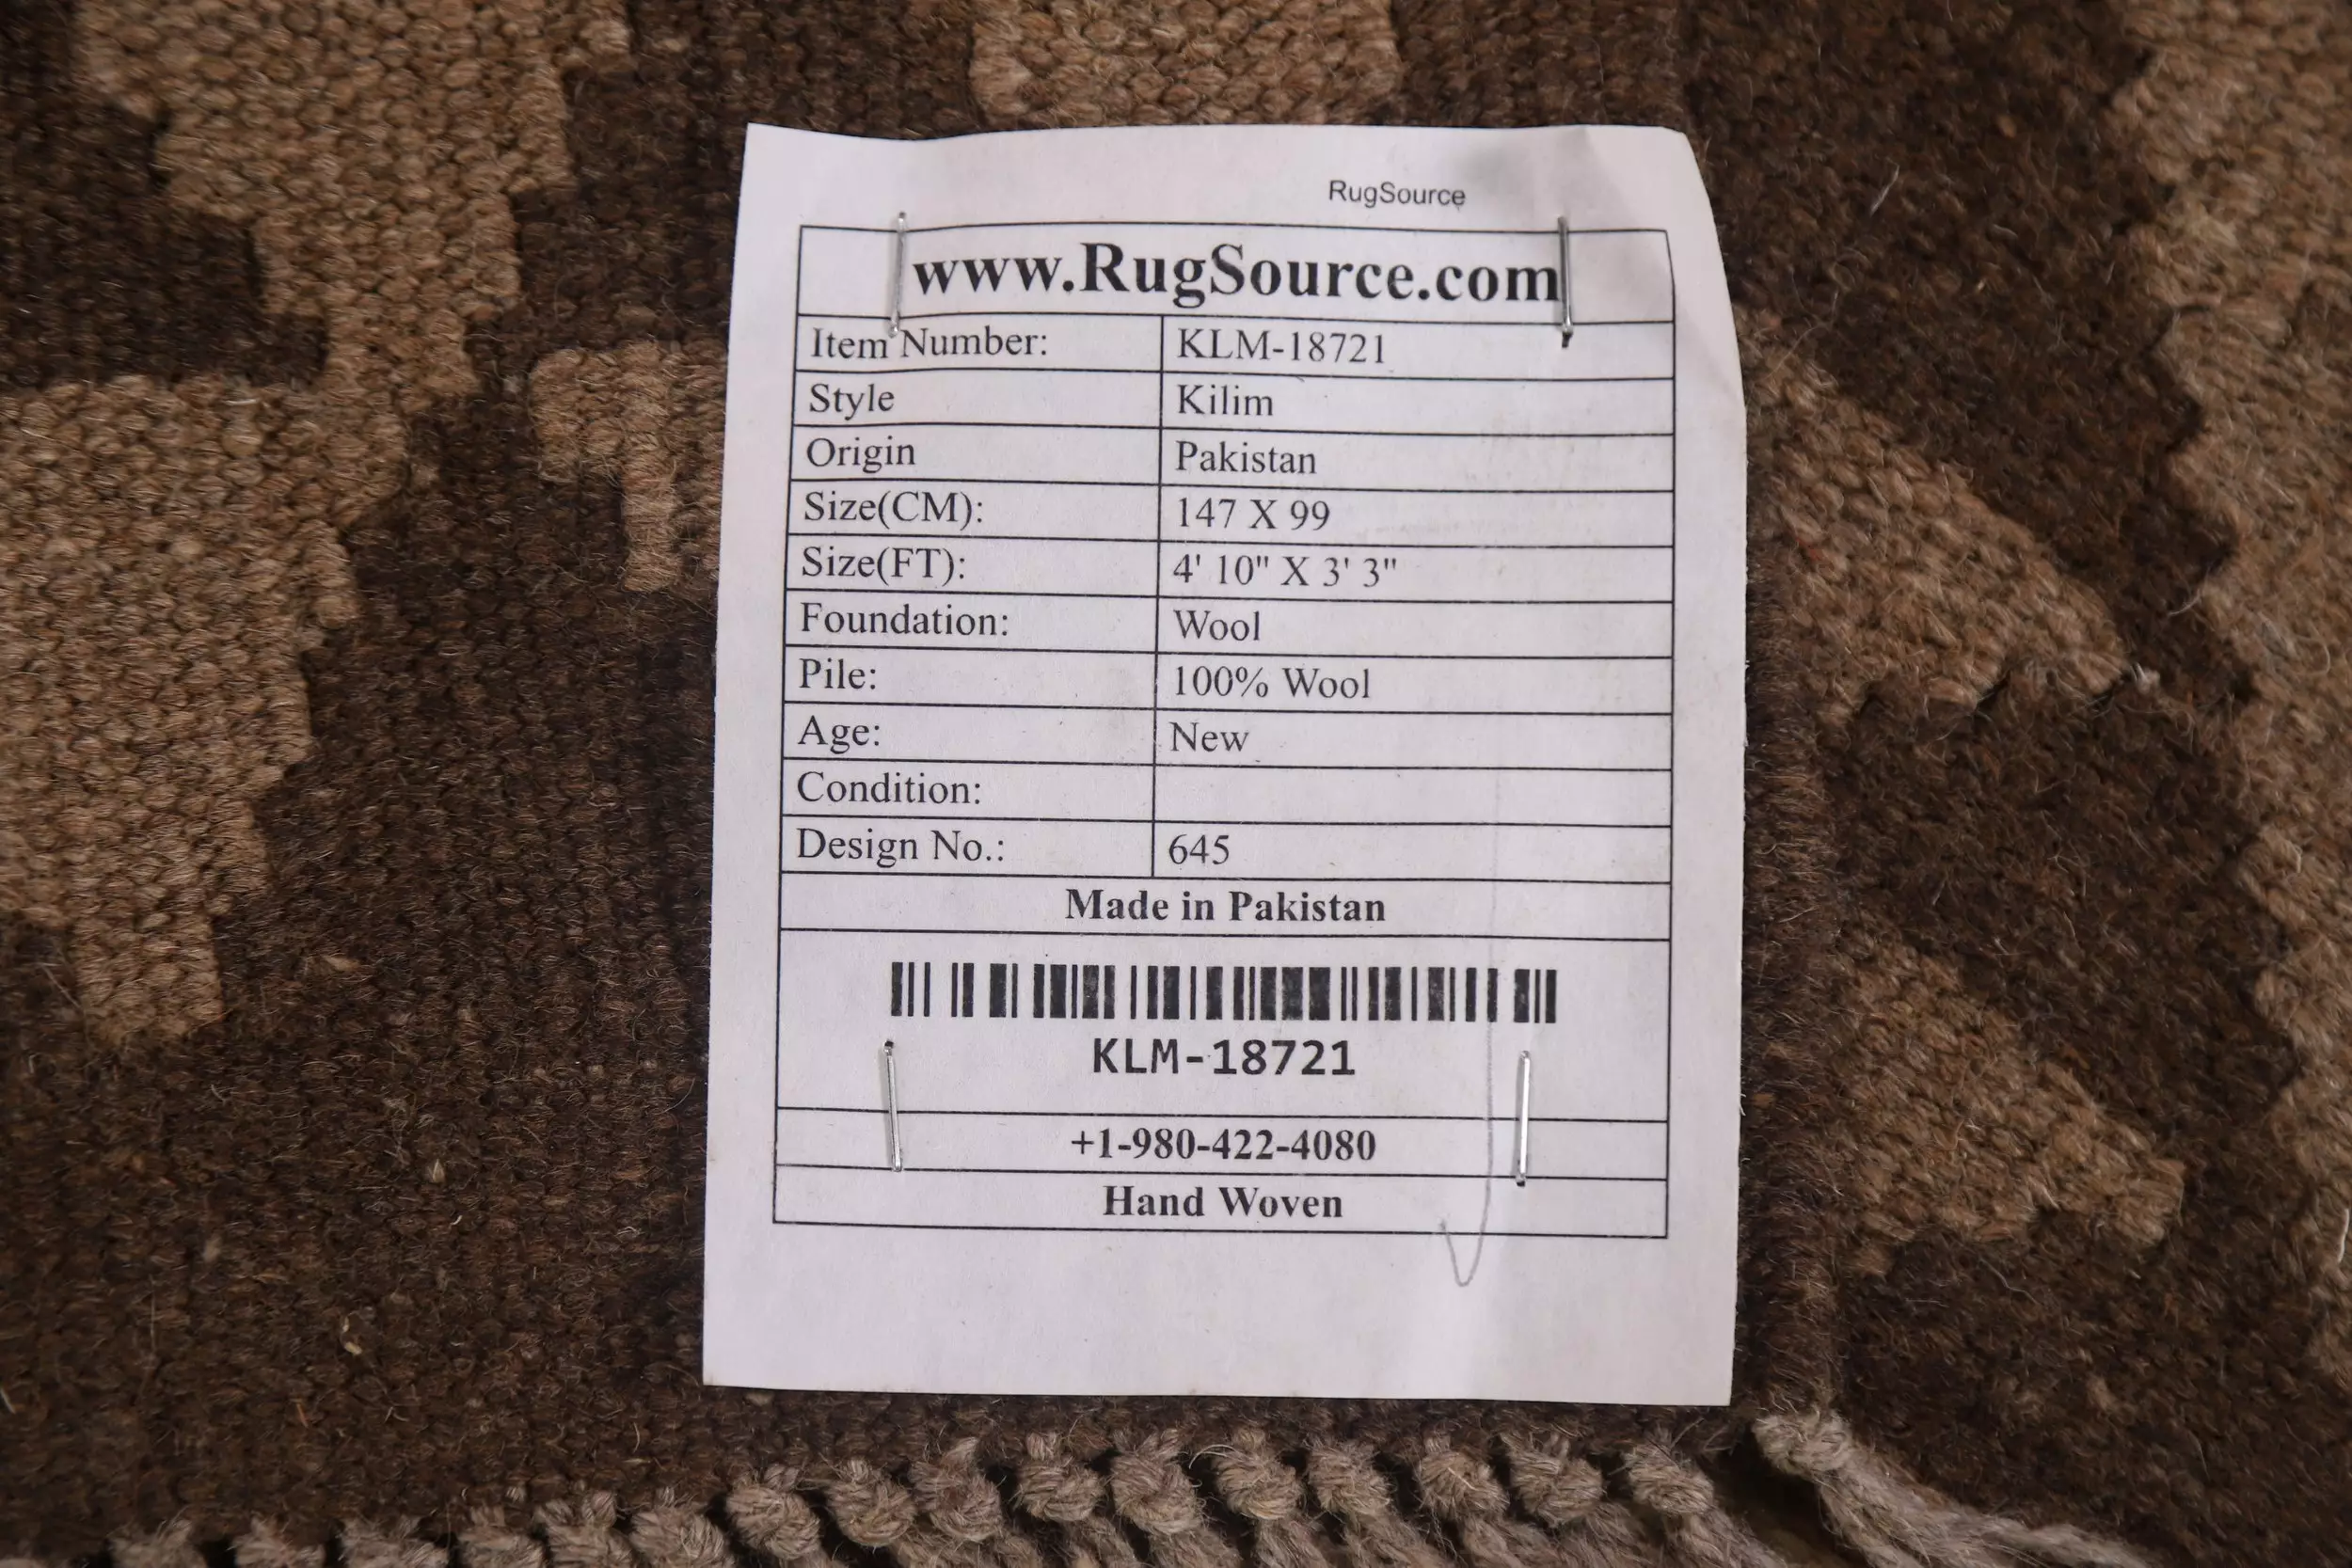 RugSource
www.RugSource.com
Item Number: KLM-18721
Style Kilim
Origin Pakistan
Size(CM): 147 X 99
Size(FT): 4' 10" X 3' 3"
Foundation: Wool
Pile: 100% Wool
Age: New
Condition:
Design No.: 645
Made in Pakistan
KLM-18721
+1-980-422-4080
Hand Woven